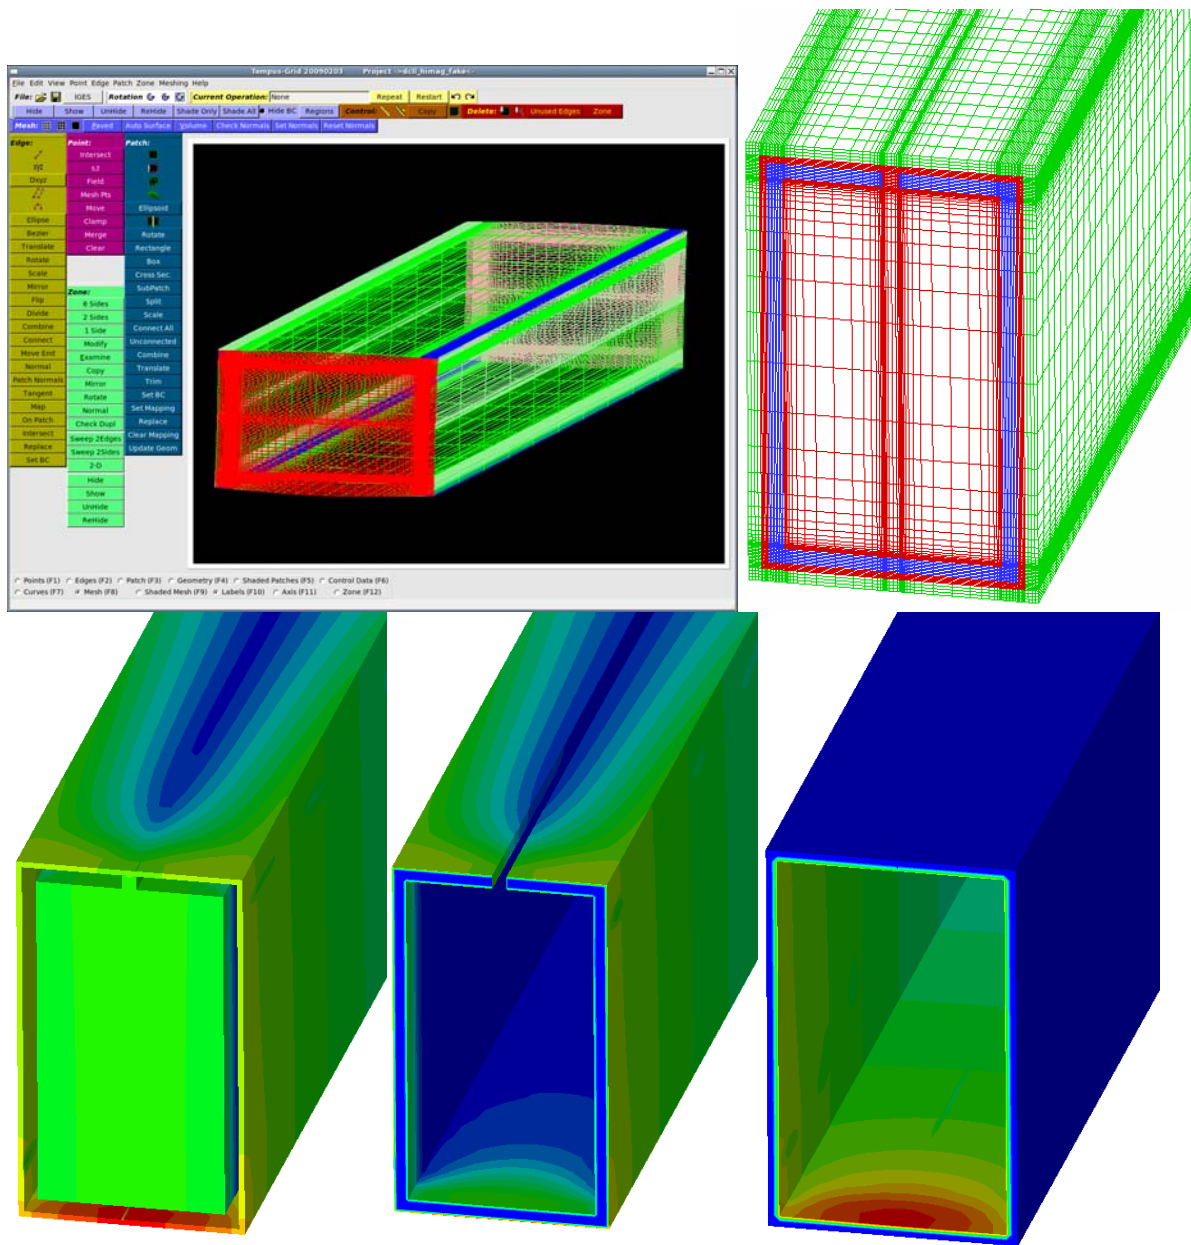 Tempus-Grid 20090203 Project ->dcll_himag_fake<-
File Edit View Point Edge Patch Zone Meshing Help
File: IGES Rotation Current Operation: None Repeat Restart
Hide Show UnHide ReHide Shade Only Shade All Hide BC Regions Control: Copy Delete: Unused Edges Zone
Mesh: Paved Auto Surface Volume Check Normals Set Normals Reset Normals
Edge:
xyz
Dxyz
Ellipse
Bezier
Translate
Rotate
Scale
Mirror
Flip
Divide
Combine
Connect
Move End
Normal
Patch Normals
Tangent
Map
On Patch
Intersect
Replace
Set BC
Point:
Intersect
Field
Mesh Pts
Move
Clamp
Merge
Clear
Zone:
6 Sides
2 Sides
1 Side
Modify
Examine
Copy
Mirror
Rotate
Normal
Check Dupl
Sweep 2Edges
Sweep 2Sides
2-D
Hide
Show
UnHide
ReHide
Patch:
Ellipsoid
Rotate
Rectangle
Box
Cross Sec.
SubPatch
Split
Scale
Connect All
Unconnected
Combine
Translate
Trim
Set BC
Set Mapping
Replace
Clear Mapping
Update Geom
Points (F1) Edges (F2) Patch (F3) Geometry (F4) Shaded Patches (F5) Control Data (F6)
Curves (F7) Mesh (F8) Shaded Mesh (F9) Labels (F10) Axis (F11) Zone (F12)